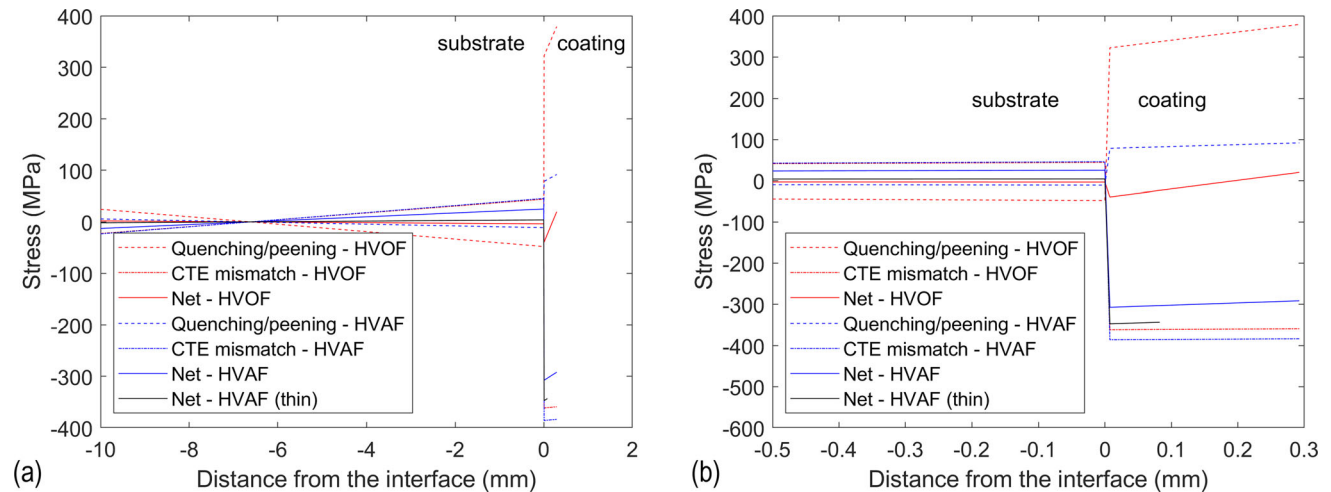 400
300
200
100
0
-100
-200
-300
-400
Stress (MPa)
substrate coating
Quenching/peening - HVOF
CTE mismatch - HVOF
Net - HVOF
Quenching/peening - HVAF
CTE mismatch - HVAF
Net - HVAF
Net - HVAF (thin)
-10 -8 -6 -4 -2 0 2
Distance from the interface (mm)
(a)
400
300
200
100
0
-100
-200
-300
-400
-500
-600
Stress (MPa)
substrate coating
Quenching/peening - HVOF
CTE mismatch - HVOF
Net - HVOF
Quenching/peening - HVAF
CTE mismatch - HVAF
Net - HVAF
Net - HVAF (thin)
-0.5 -0.4 -0.3 -0.2 -0.1 0 0.1 0.2 0.3
Distance from the interface (mm)
(b)